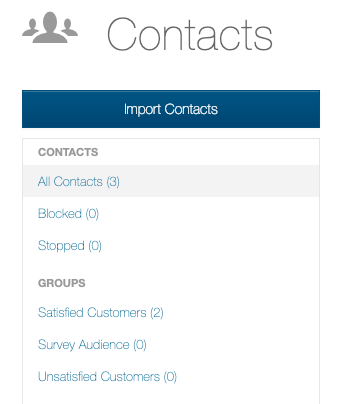 Contacts
Import Contacts
CONTACTS
All Contacts (3)
Blocked (0)
Stopped (0)
GROUPS
Satisfied Customers (2)
Survey Audience (0)
Unsatisfied Customers (0)